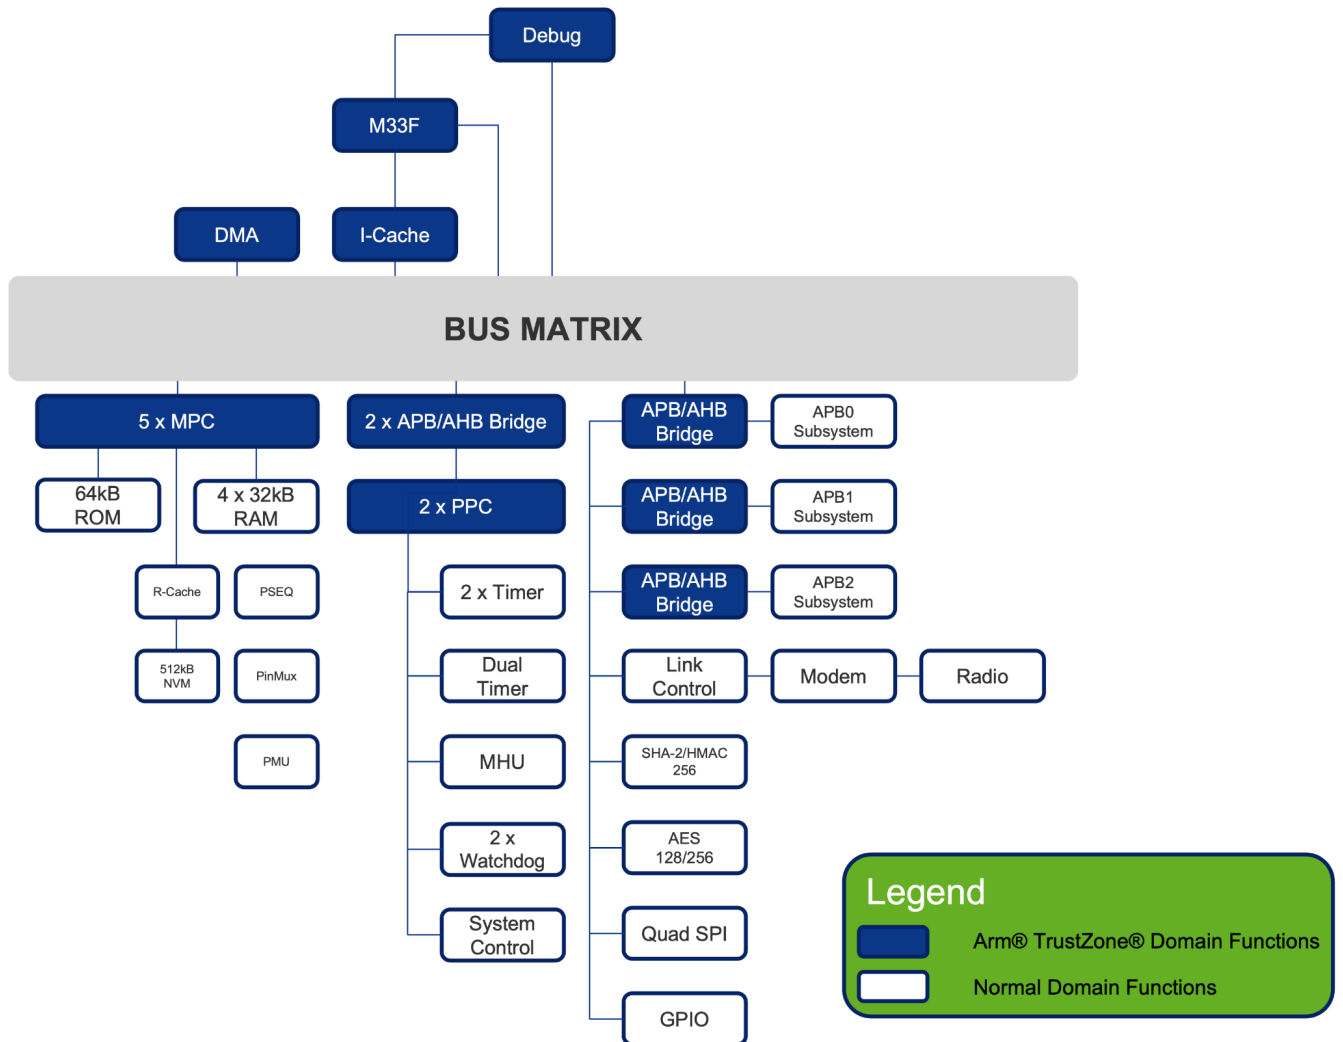 Debug
M33F
DMA
I-Cache
BUS MATRIX
5 x MPC
2 x APB/AHB Bridge
APB/AHB
Bridge
APB0
Subsystem
64kB
ROM
4 x 32kB
RAM
2 x PPC
APB/AHB
Bridge
APB1
Subsystem
R-Cache
PSEQ
2 x Timer
APB/AHB
Bridge
APB2
Subsystem
512kB
NVM
PinMux
Dual
Timer
Link
Control
Modem
Radio
PMU
MHU
SHA-2/HMAC
256
2 x
Watchdog
AES
128/256
System
Control
Quad SPI
GPIO
Legend
Arm® TrustZone® Domain Functions
Normal Domain Functions